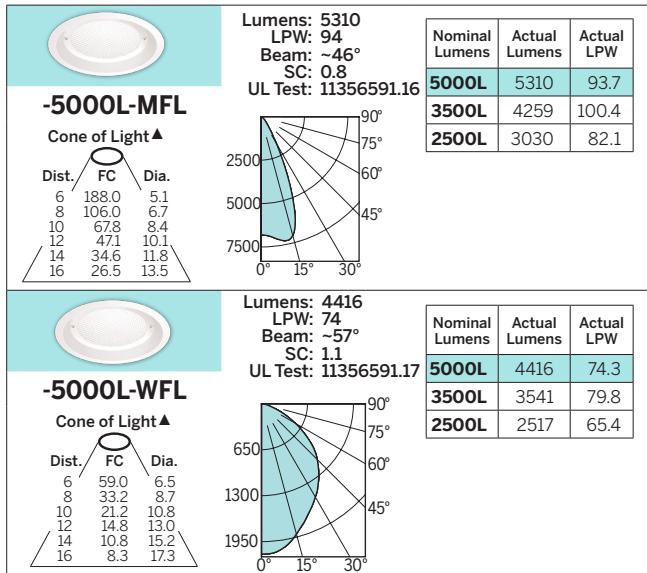 -5000L-MFL
Cone of Light▲
Dist. FC Dia.
6 188.0 5.1
8 106.0 6.7
10 67.8 8.4
12 47.1 10.1
14 34.6 11.8
16 26.5 13.5
Lumens: 5310
LPW: 94
Beam: ~46°
SC: 0.8
UL Test: 11356591.16
90°
75°
60°
45°
2500
5000
7500
0° 15° 30°
Nominal Lumens Actual Lumens Actual LPW
5000L 5310 93.7
3500L 4259 100.4
2500L 3030 82.1
-5000L-WFL
Cone of Light▲
Dist. FC Dia.
6 59.0 6.5
8 33.2 8.7
10 21.2 10.8
12 14.8 13.0
14 10.8 15.2
16 8.3 17.3
Lumens: 4416
LPW: 74
Beam: ~57°
SC: 1.1
UL Test: 11356591.17
90°
75°
60°
45°
650
1300
1950
0° 15° 30°
Nominal Lumens Actual Lumens Actual LPW
5000L 4416 74.3
3500L 3541 79.8
2500L 2517 65.4